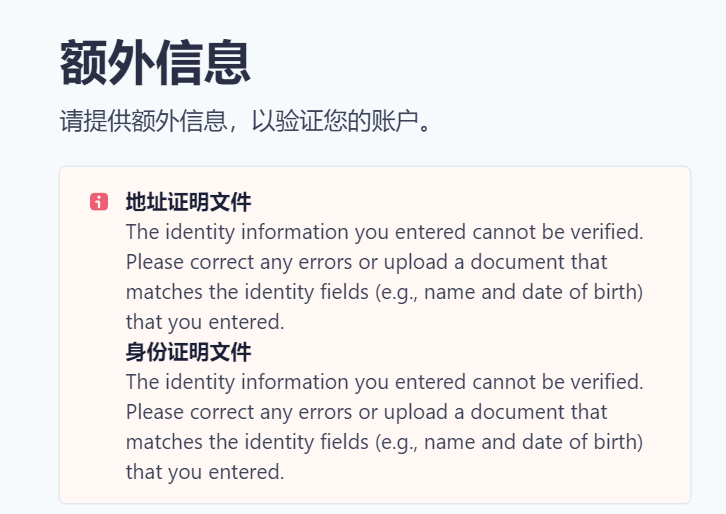 额外信息
请提供额外信息，以验证您的账户。
地址证明文件
The identity information you entered cannot be verified.
Please correct any errors or upload a document that
matches the identity fields (e.g., name and date of birth)
that you entered.
身份证明文件
The identity information you entered cannot be verified.
Please correct any errors or upload a document that
matches the identity fields (e.g., name and date of birth)
that you entered.